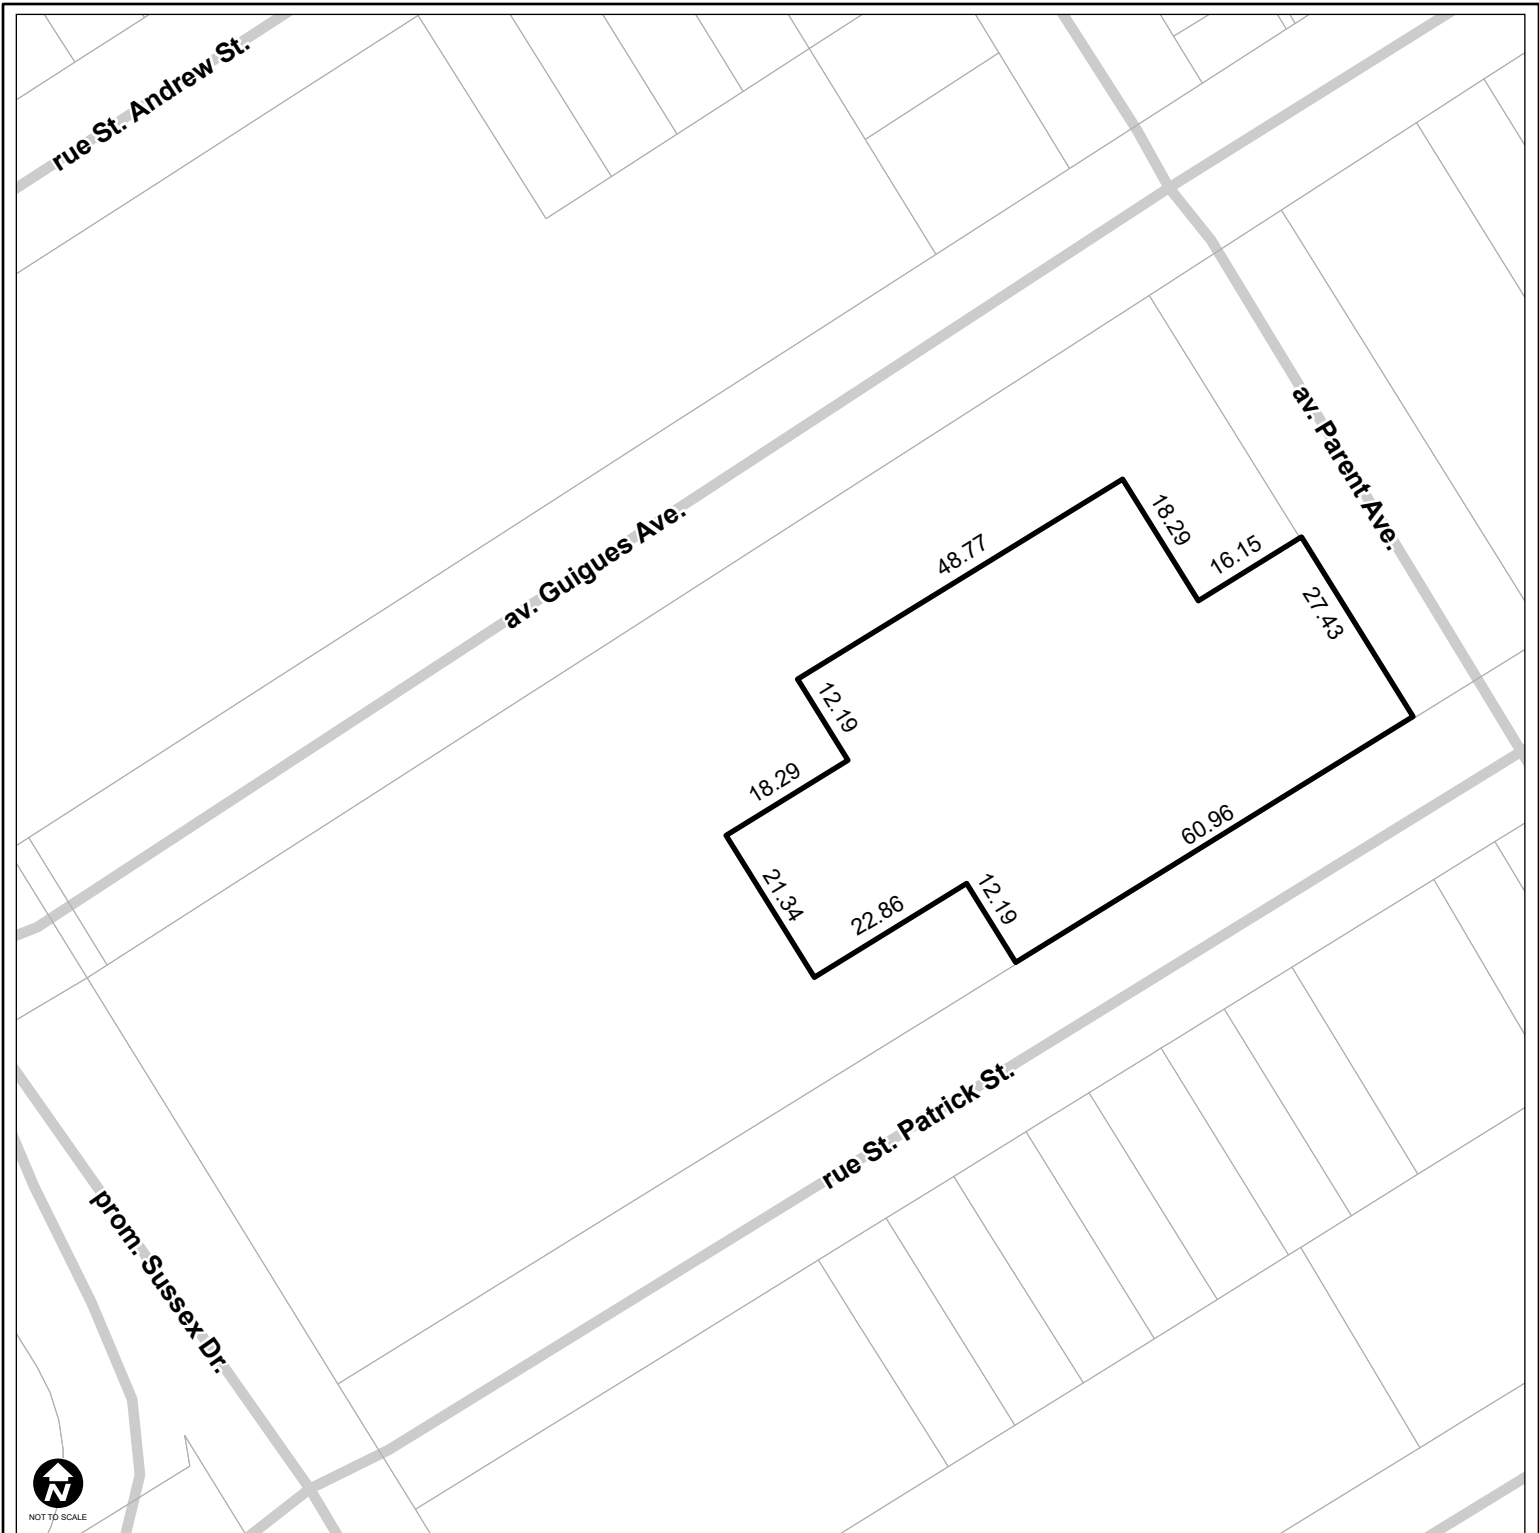 rue St. Andrew St.
av. Parent Ave.
av. Guigues Ave.
48.77
18.29
16.15
27.43
12.19
18.29
60.96
21.34
22.86
12.19
rue St. Patrick St.
prom. Sussex Dr.
N
NOT TO SCALE